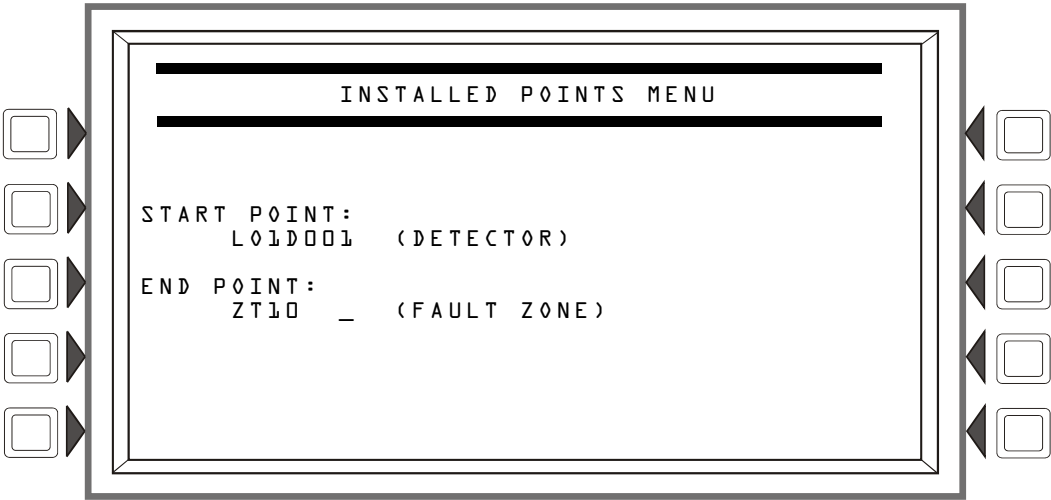 INSTALLED POINTS MENU
START POINT:
L01D001 (DETECTOR)
END POINT:
ZT10 _ (FAULT ZONE)